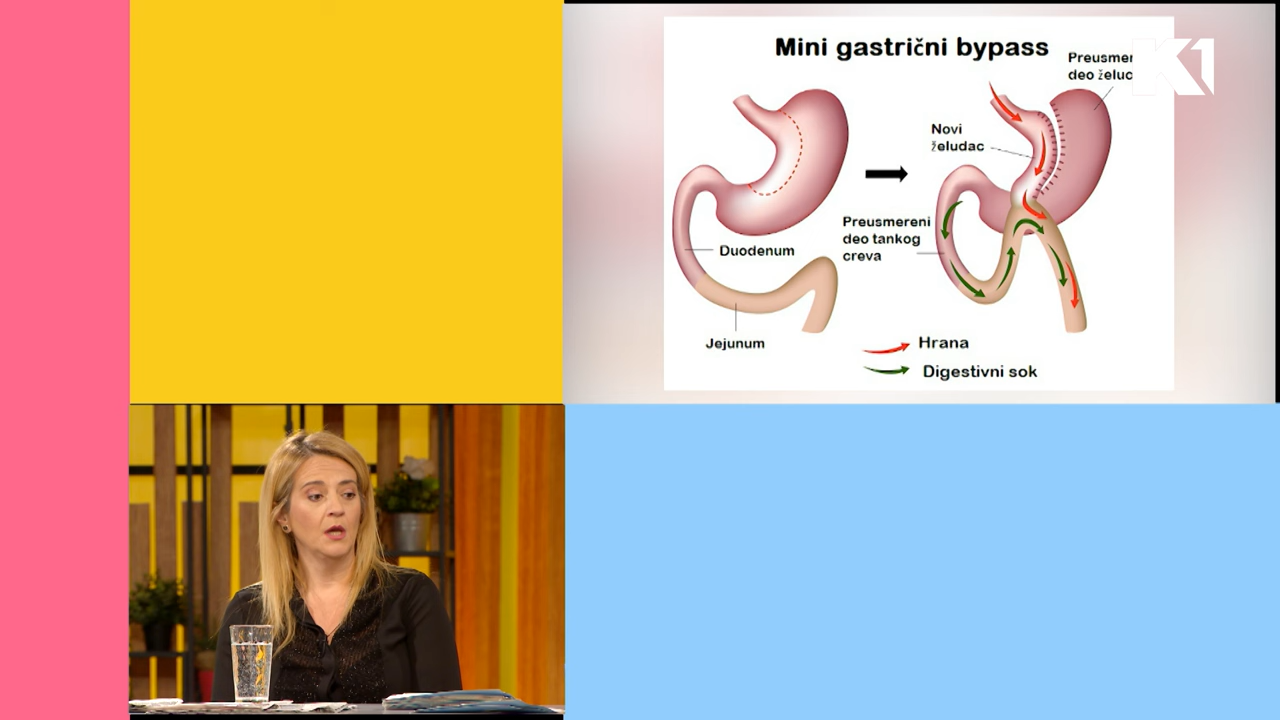 Mini gastrični bypass
Preusmer
deo želuc
K1
Novi
želudac
Preusmereni
deo tankog
creva
Duodenum
Jejunum
Hrana
Digestivni sok